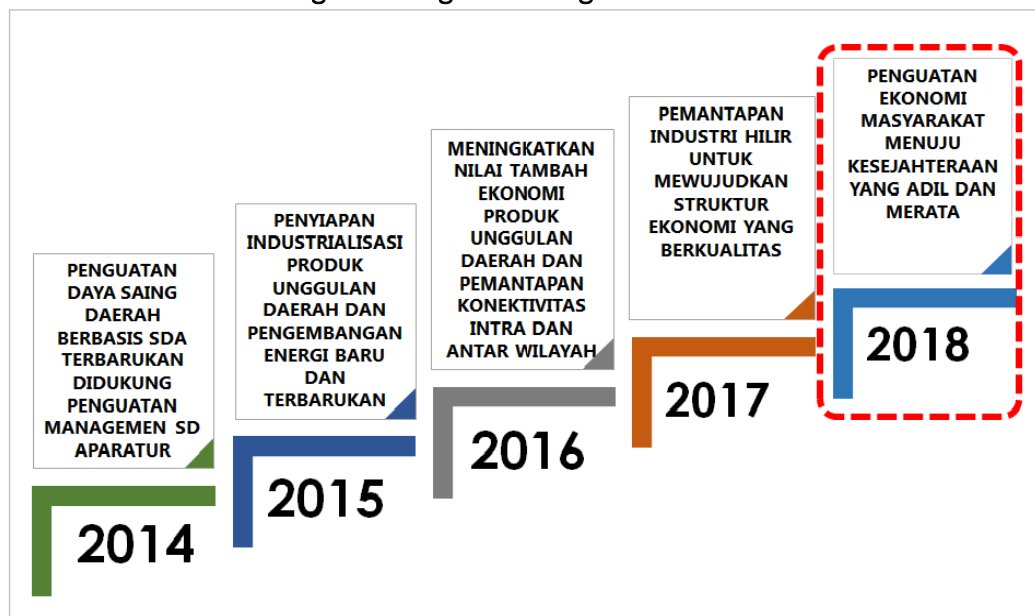 PENGUATAN
DAYA SAING
DAERAH
BERBASIS SDA
TERBARUKAN
DIDUKUNG
PENGUATAN
MANAGEMEN SD
APARATUR
2014
PENYIAPAN
INDUSTRIALISASI
PRODUK
UNGGULAN
DAERAH DAN
PENGEMBANGAN
ENERGI BARU
DAN
TERBARUKAN
2015
MENINGKATKAN
NILAI TAMBAH
EKONOMI
PRODUK
UNGGULAN
DAERAH DAN
PEMANTAPAN
KONEKTIVITAS
INTRA DAN
ANTAR WILAYAH
2016
PEMANTAPAN
INDUSTRI HILIR
UNTUK
MEWUJUDKAN
STRUKTUR
EKONOMI YANG
BERKUALITAS
2017
PENGUATAN
EKONOMI
MASYARAKAT
MENUJU
KESEJAHTERAAN
YANG ADIL DAN
MERATA
2018